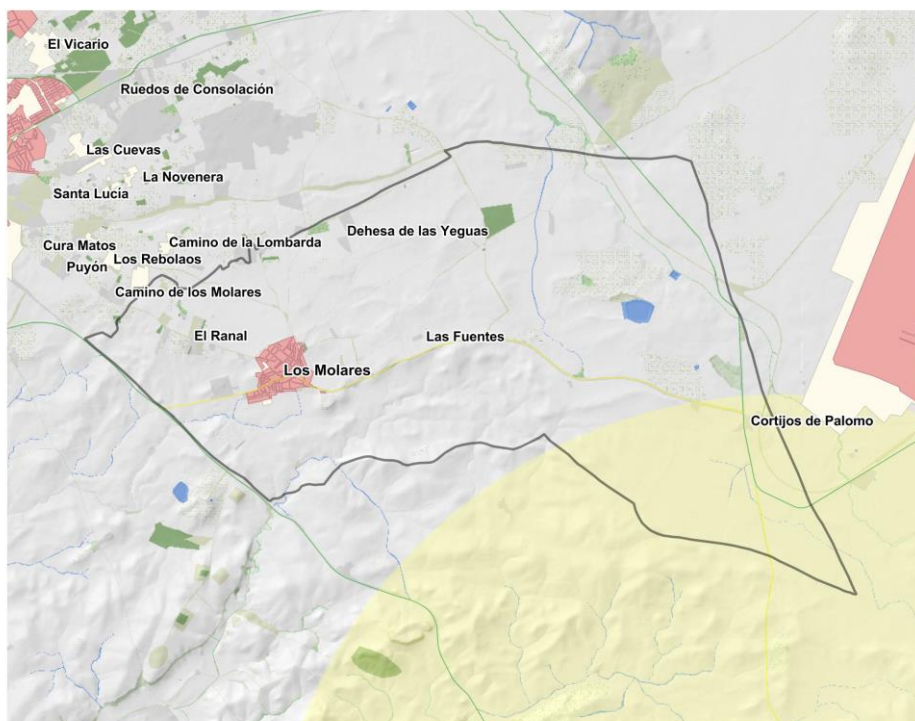 El Vicario
Ruedos de Consolación
Las Cuevas
La Novenera
Santa Lucía
Camino de la Lombarda
Dehesa de las Yeguas
Cura Matos
Los Rebolaos
Puyón
Camino de los Molares
El Ranal
Las Fuentes
Los Molares
Cortijos de Palomo